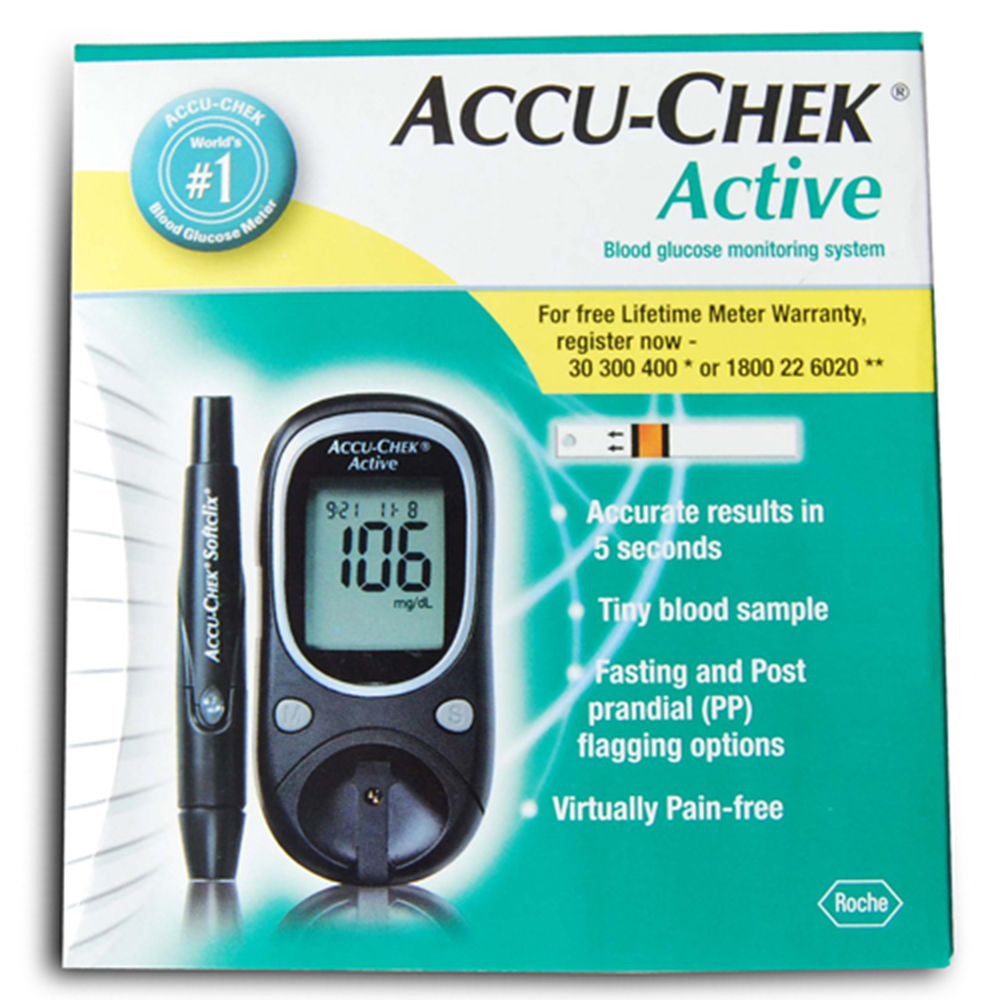 ACCU-CHEK
World's
#1
Blood Glucose Meter
ACCU-CHEK®
Active
Blood glucose monitoring system
For free Lifetime Meter Warranty,
register now -
30 300 400 * or 1800 22 6020 **
ACCU-CHEK® Softclix®
ACCU-CHEK®
Active
9:21 11-8
106
mg/dL
M S
Accurate results in
5 seconds
Tiny blood sample
Fasting and Post
prandial (PP)
flagging options
Virtually Pain-free
Roche